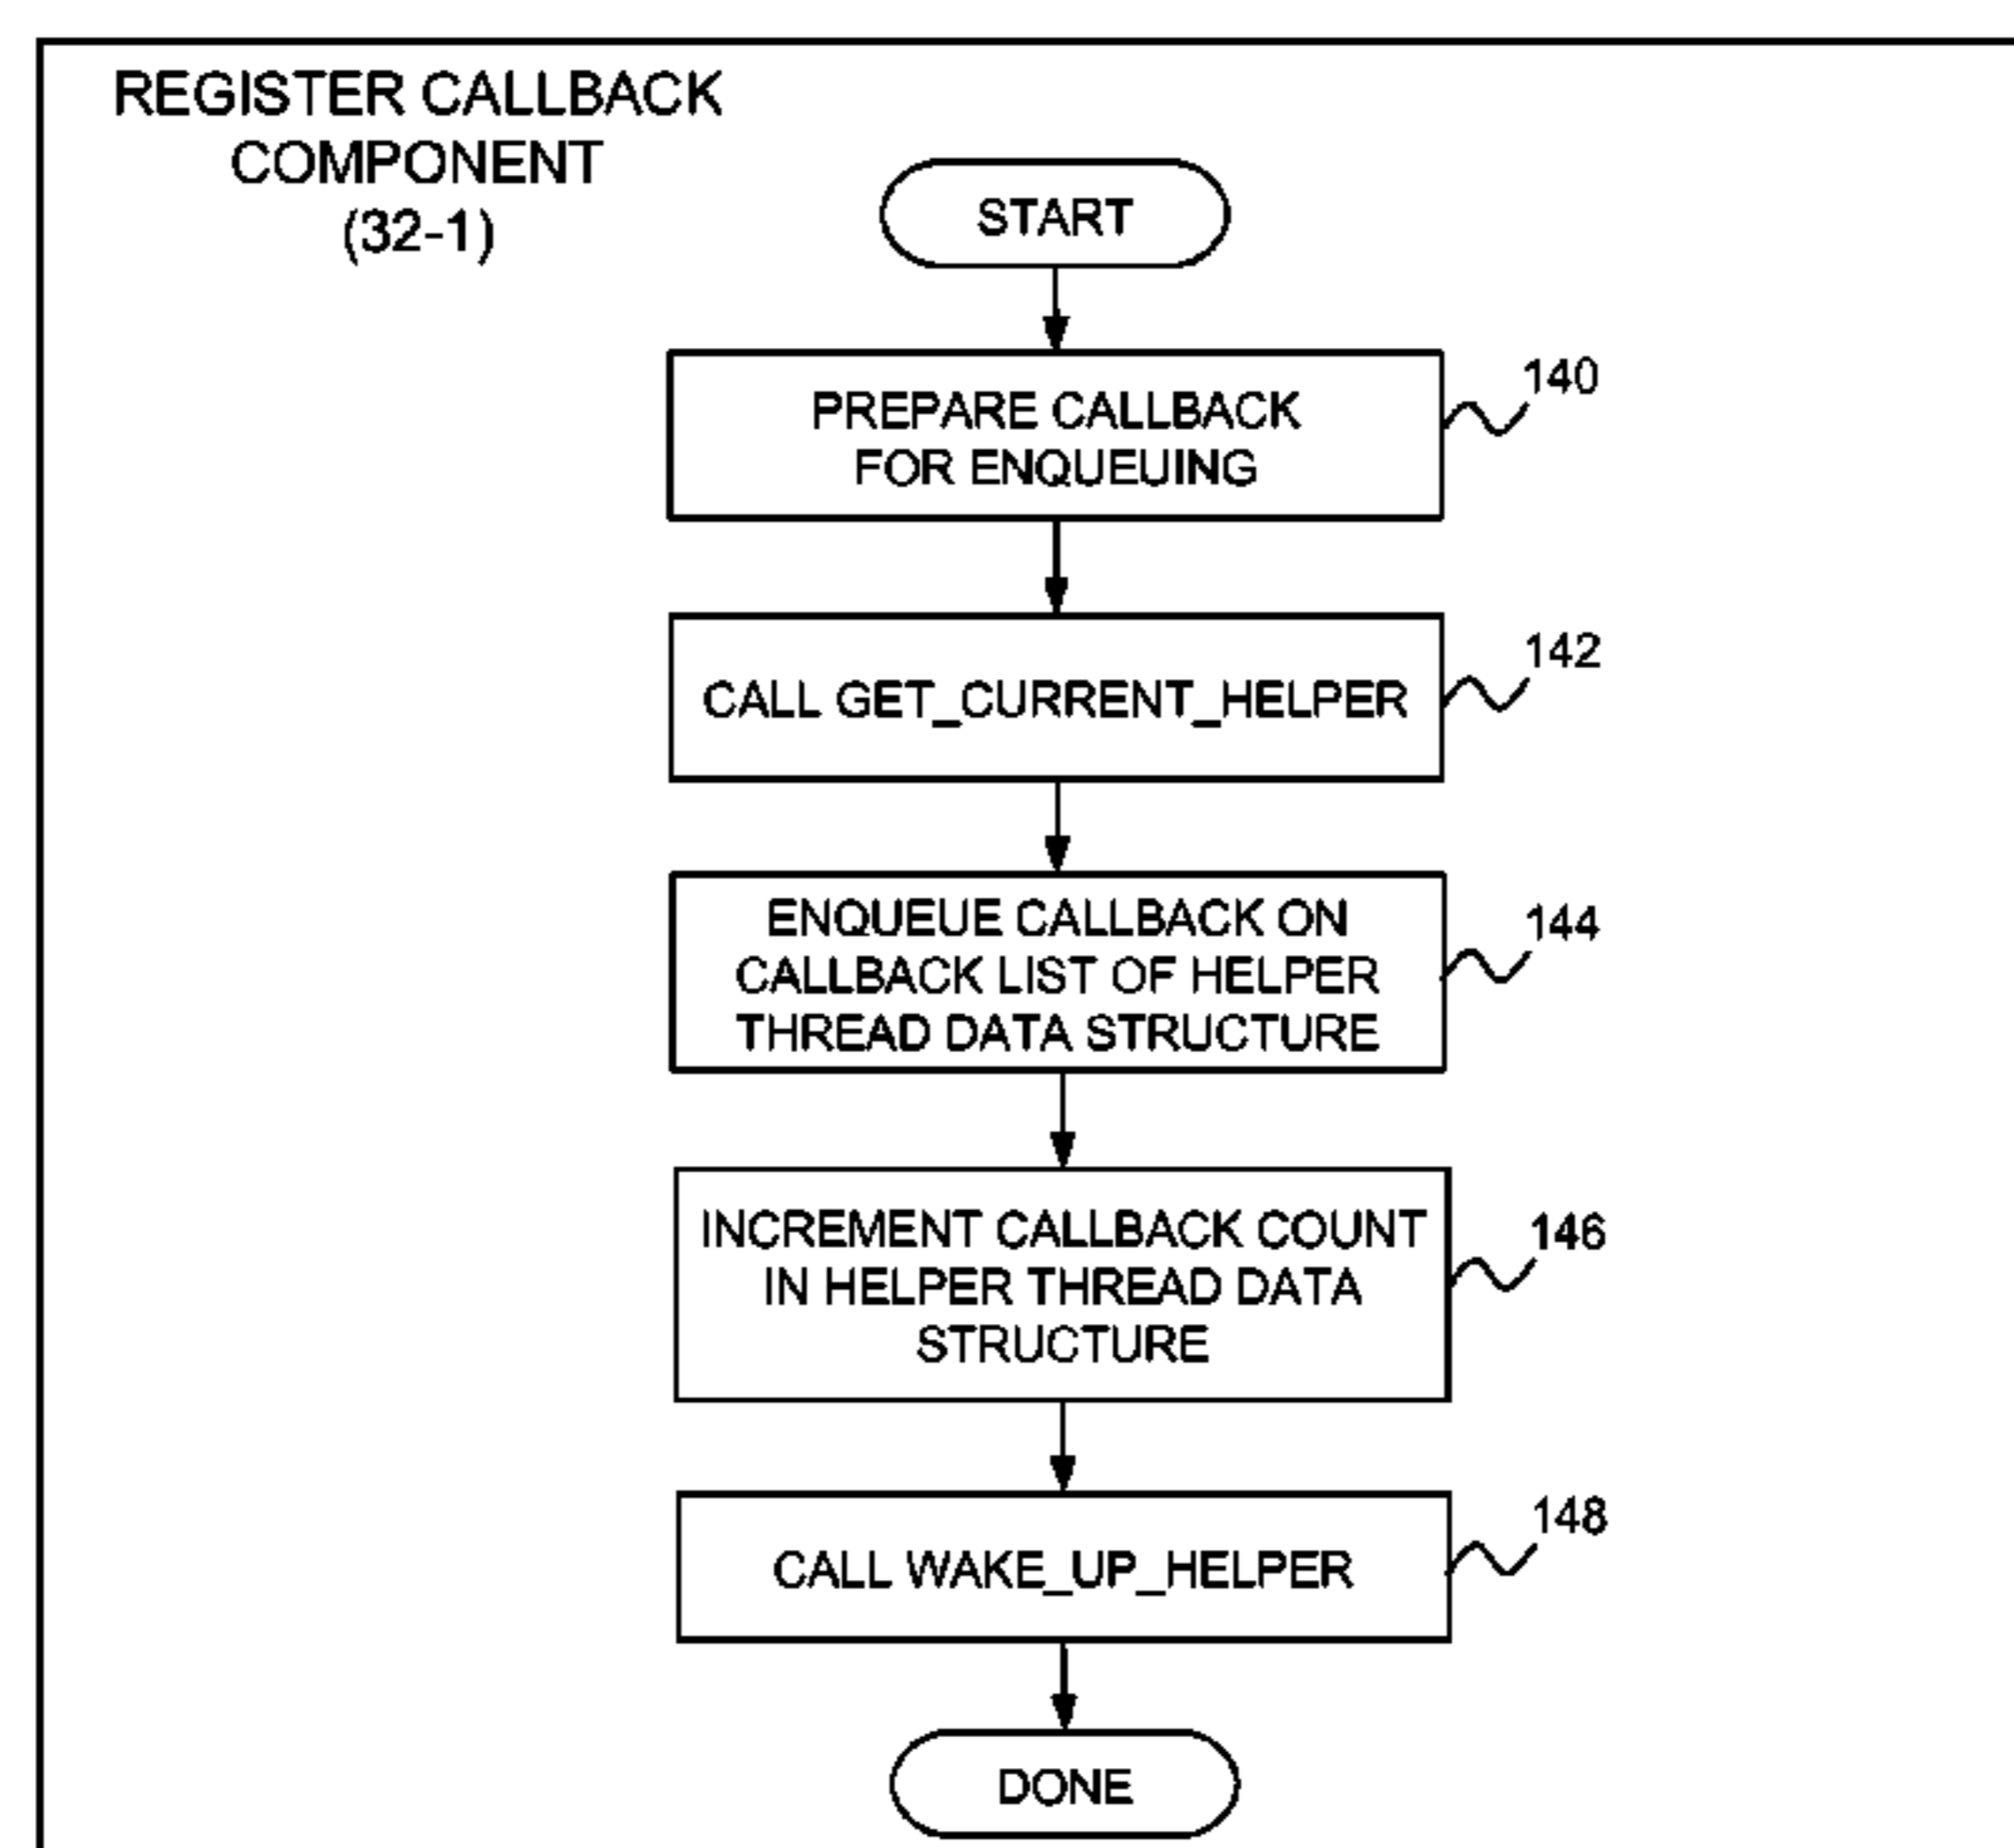 REGISTER CALLBACK
COMPONENT
(32-1)
START
PREPARE CALLBACK
FOR ENQUEUING
140
CALL GET_CURRENT_HELPER
142
ENQUEUE CALLBACK ON
CALLBACK LIST OF HELPER
THREAD DATA STRUCTURE
144
INCREMENT CALLBACK COUNT
IN HELPER THREAD DATA
STRUCTURE
146
CALL WAKE_UP_HELPER
148
DONE